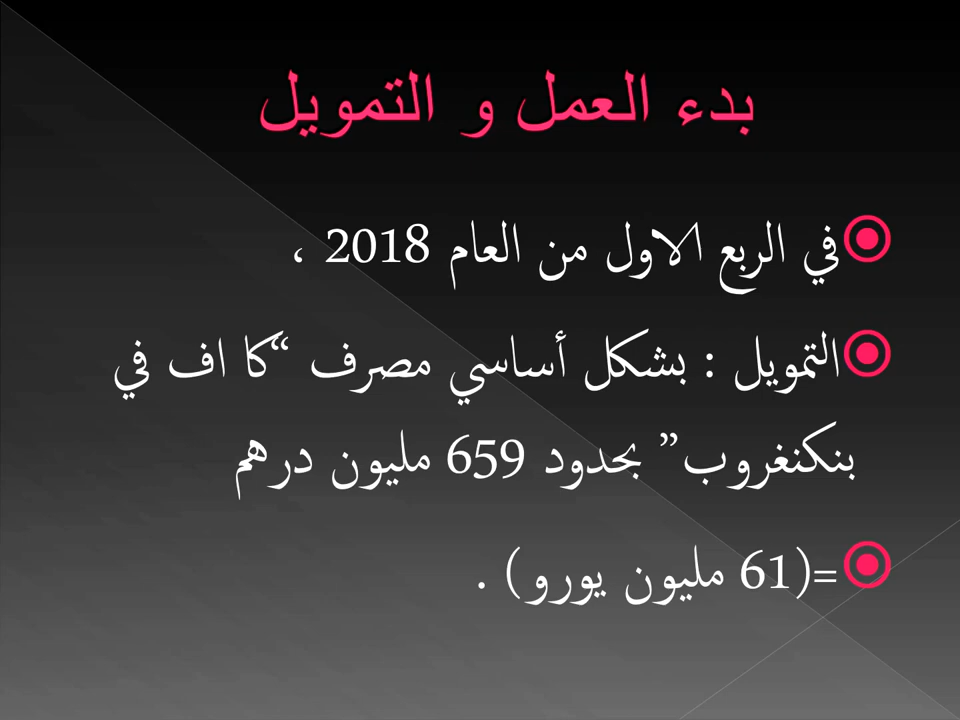 بدء العمل و التمويل
في الربع الاول من العام 2018 ،
التمويل : بشكل أساسي مصرف “كا اف في
بنكنغروب” بحدود 659 مليون درهم
=(61 مليون يورو) .